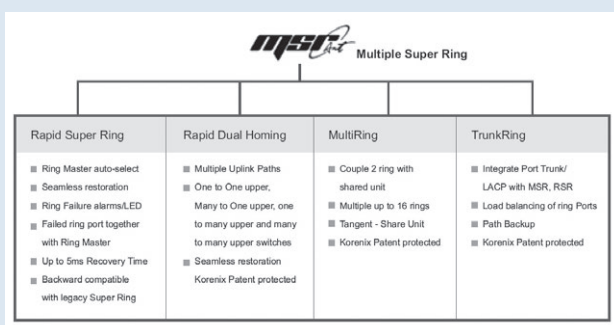 msr Ant Multiple Super Ring
Rapid Super Ring
Ring Master auto-select
Seamless restoration
Ring Failure alarms/LED
Failed ring port together
with Ring Master
Up to 5ms Recovery Time
Backward compatible
with legacy Super Ring
Rapid Dual Homing
Multiple Uplink Paths
One to One upper,
Many to One upper, one
to many upper and many
to many upper switches
Seamless restoration
Korenix Patent protected
MultiRing
Couple 2 ring with
shared unit
Multiple up to 16 rings
Tangent - Share Unit
Korenix Patent protected
TrunkRing
Integrate Port Trunk/
LACP with MSR, RSR
Load balancing of ring Ports
Path Backup
Korenix Patent protected